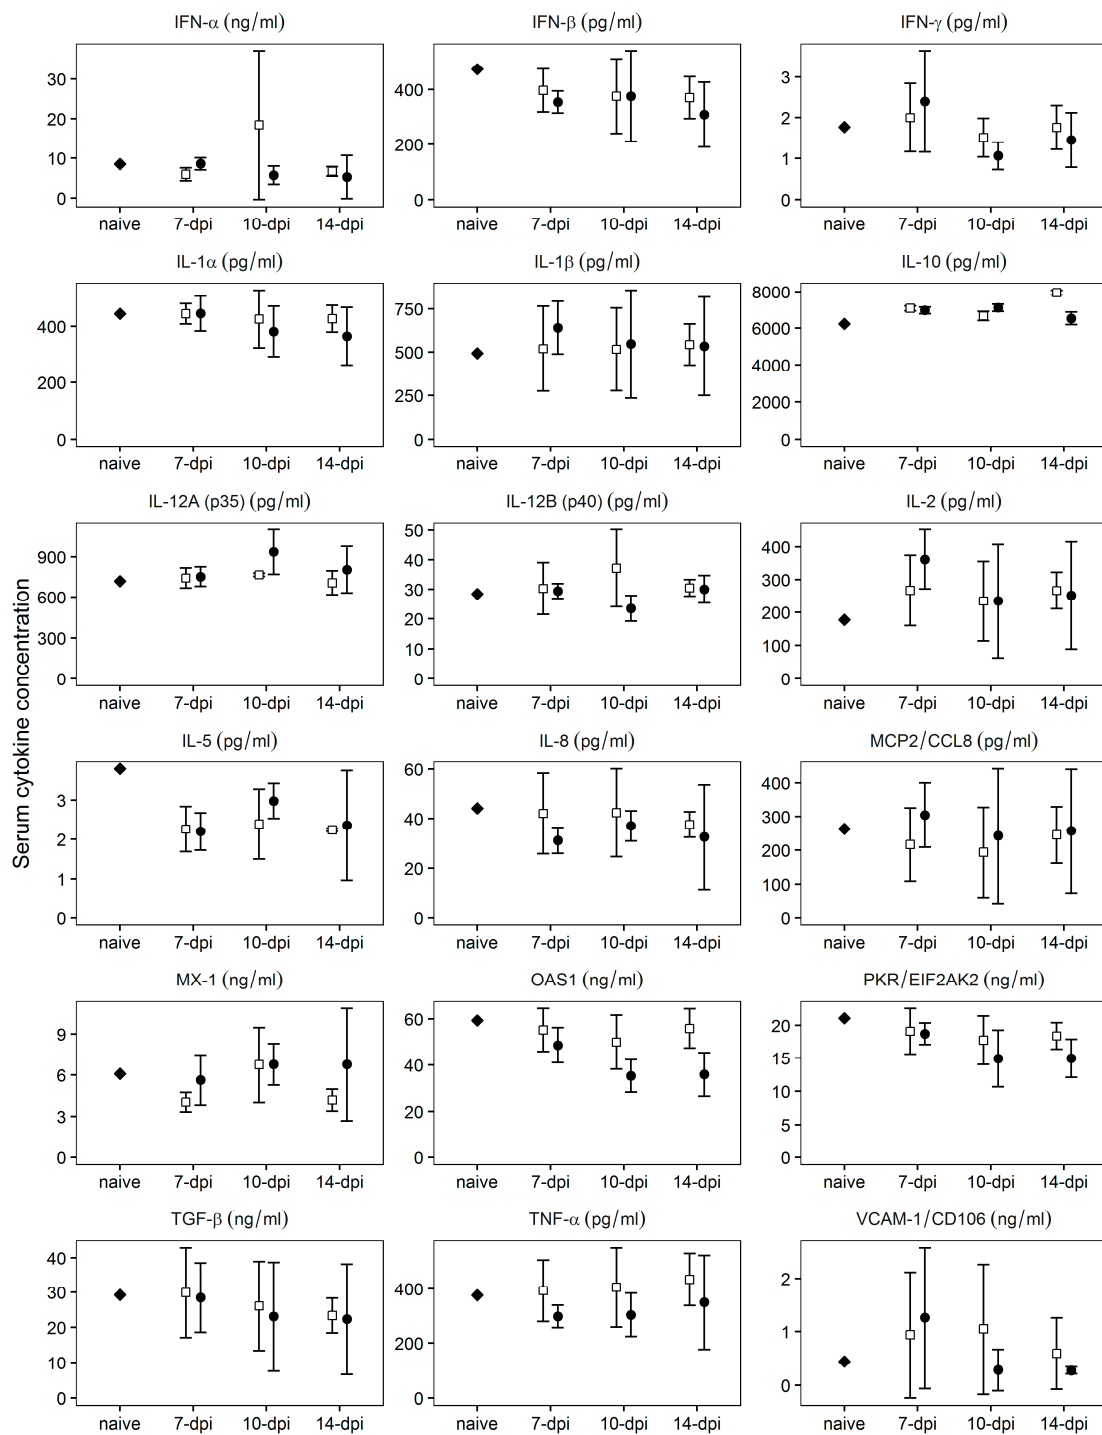 Serum cytokine concentration
IFN-α (ng/ml)
30
20
10
0
naive 7-dpi 10-dpi 14-dpi
IFN-β (pg/ml)
400
200
0
naive 7-dpi 10-dpi 14-dpi
IFN-γ (pg/ml)
3
2
1
0
naive 7-dpi 10-dpi 14-dpi
IL-1α (pg/ml)
400
200
0
naive 7-dpi 10-dpi 14-dpi
IL-1β (pg/ml)
750
500
250
0
naive 7-dpi 10-dpi 14-dpi
IL-10 (pg/ml)
8000
6000
4000
2000
0
naive 7-dpi 10-dpi 14-dpi
IL-12A (p35) (pg/ml)
900
600
300
0
naive 7-dpi 10-dpi 14-dpi
IL-12B (p40) (pg/ml)
50
40
30
20
10
0
naive 7-dpi 10-dpi 14-dpi
IL-2 (pg/ml)
400
300
200
100
0
naive 7-dpi 10-dpi 14-dpi
IL-5 (pg/ml)
3
2
1
0
naive 7-dpi 10-dpi 14-dpi
IL-8 (pg/ml)
60
40
20
0
naive 7-dpi 10-dpi 14-dpi
MCP2/CCL8 (pg/ml)
400
300
200
100
0
naive 7-dpi 10-dpi 14-dpi
MX-1 (ng/ml)
9
6
3
0
naive 7-dpi 10-dpi 14-dpi
OAS1 (ng/ml)
60
40
20
0
naive 7-dpi 10-dpi 14-dpi
PKR/EIF2AK2 (ng/ml)
20
15
10
5
0
naive 7-dpi 10-dpi 14-dpi
TGF-β (ng/ml)
40
30
20
10
0
naive 7-dpi 10-dpi 14-dpi
TNF-α (pg/ml)
400
200
0
naive 7-dpi 10-dpi 14-dpi
VCAM-1/CD106 (ng/ml)
2
1
0
naive 7-dpi 10-dpi 14-dpi